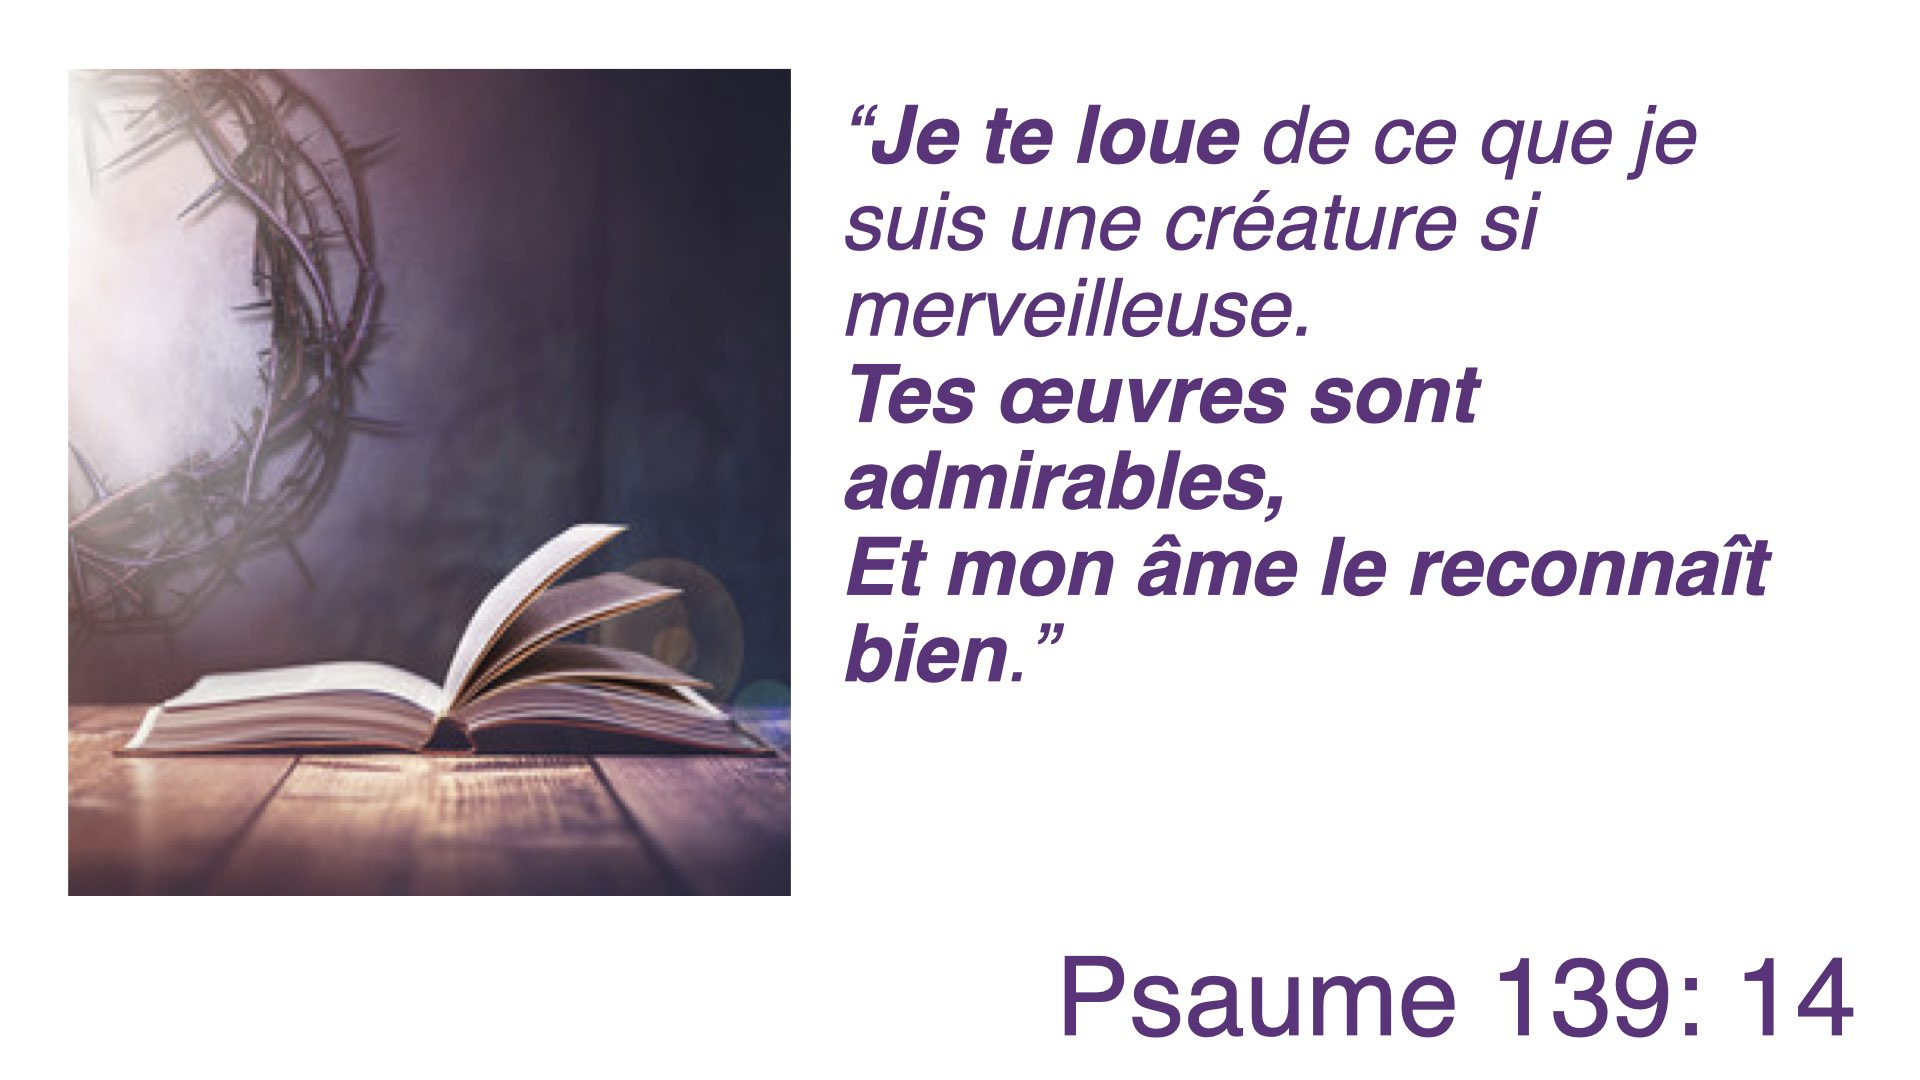 “Je te loue de ce que je
suis une créature si
merveilleuse.
Tes œuvres sont
admirables,
Et mon âme le reconnaît
bien.”
Psaume 139: 14